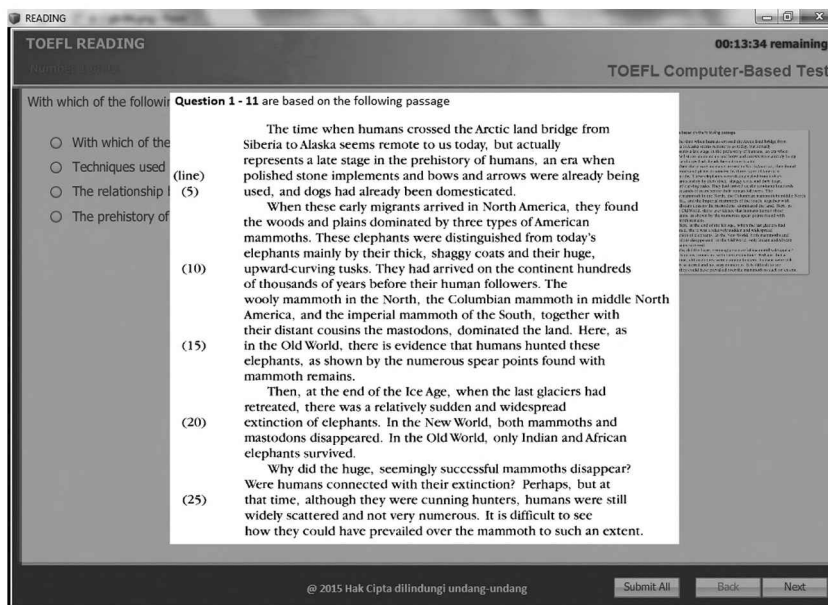 READING
TOEFL READING
00:13:34 remaining
TOEFL Computer-Based Test
With which of the followin
With which of the
Techniques used
The relationship
The prehistory of
Question 1 - 11 are based on the following passage
The time when humans crossed the Arctic land bridge from
Siberia to Alaska seems remote to us today, but actually
represents a late stage in the prehistory of humans, an era when
(line) polished stone implements and bows and arrows were already being
(5) used, and dogs had already been domesticated.
When these early migrants arrived in North America, they found
the woods and plains dominated by three types of American
mammoths. These elephants were distinguished from today's
elephants mainly by their thick, shaggy coats and their huge,
(10) upward-curving tusks. They had arrived on the continent hundreds
of thousands of years before their human followers. The
wooly mammoth in the North, the Columbian mammoth in middle North
America, and the imperial mammoth of the South, together with
their distant cousins the mastodons, dominated the land. Here, as
(15) in the Old World, there is evidence that humans hunted these
elephants, as shown by the numerous spear points found with
mammoth remains.
Then, at the end of the Ice Age, when the last glaciers had
retreated, there was a relatively sudden and widespread
(20) extinction of elephants. In the New World, both mammoths and
mastodons disappeared. In the Old World, only Indian and African
elephants survived.
Why did the huge, seemingly successful mammoths disappear?
Were humans connected with their extinction? Perhaps, but at
(25) that time, although they were cunning hunters, humans were still
widely scattered and not very numerous. It is difficult to see
how they could have prevailed over the mammoth to such an extent.
@ 2015 Hak Cipta dilindungi undang-undang
Submit All
Back
Next